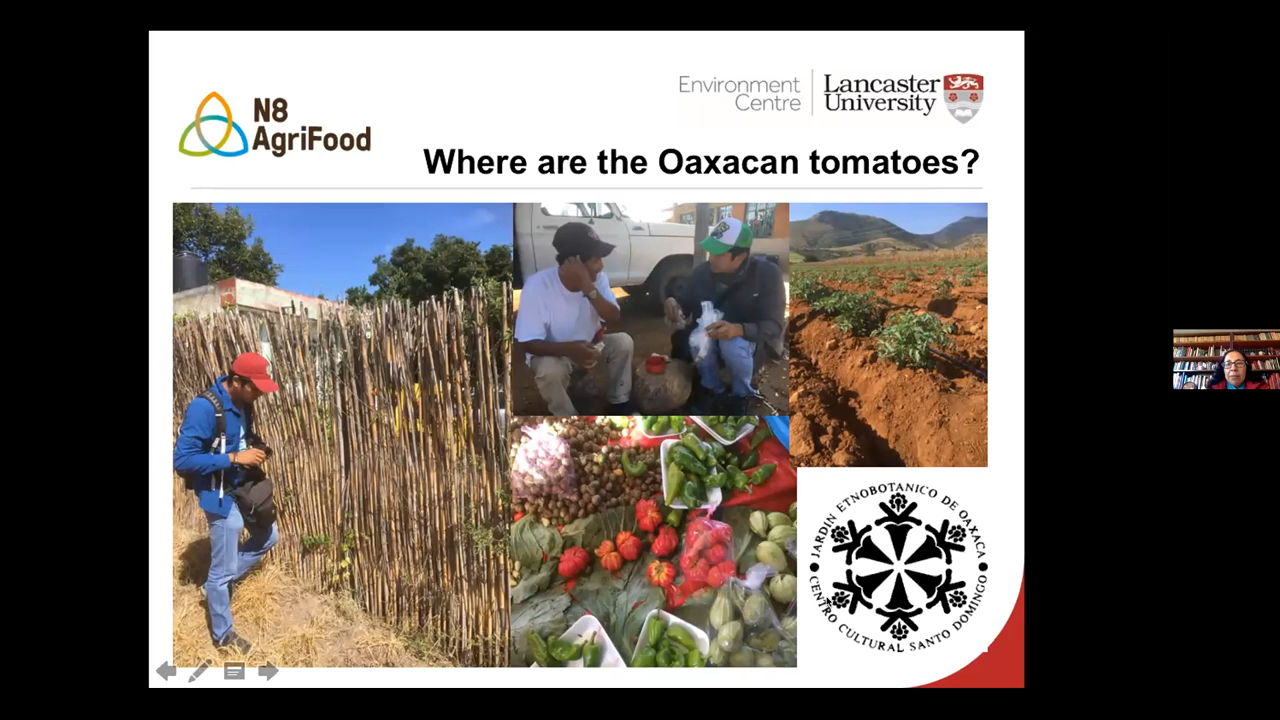 N8
AgriFood
Environment
Centre
Lancaster
University
Where are the Oaxacan tomatoes?
JARDIN ETNOBOTANICO DE OAXACA
CENTRO CULTURAL SANTO DOMINGO